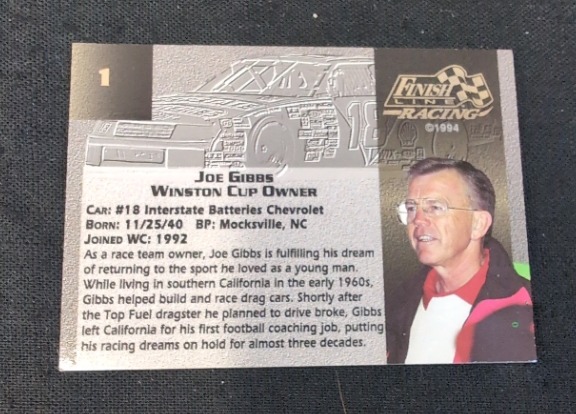 1
FINISH
LINE
RACING
©1994
18
JOE GIBBS
WINSTON CUP OWNER
CAR: #18 Interstate Batteries Chevrolet
BORN: 11/25/40 BP: Mocksville, NC
JOINED WC: 1992
As a race team owner, Joe Gibbs is fulfilling his dream
of returning to the sport he loved as a young man.
While living in southern California in the early 1960s,
Gibbs helped build and race drag cars. Shortly after
the Top Fuel dragster he planned to drive broke, Gibbs
left California for his first football coaching job, putting
his racing dreams on hold for almost three decades.